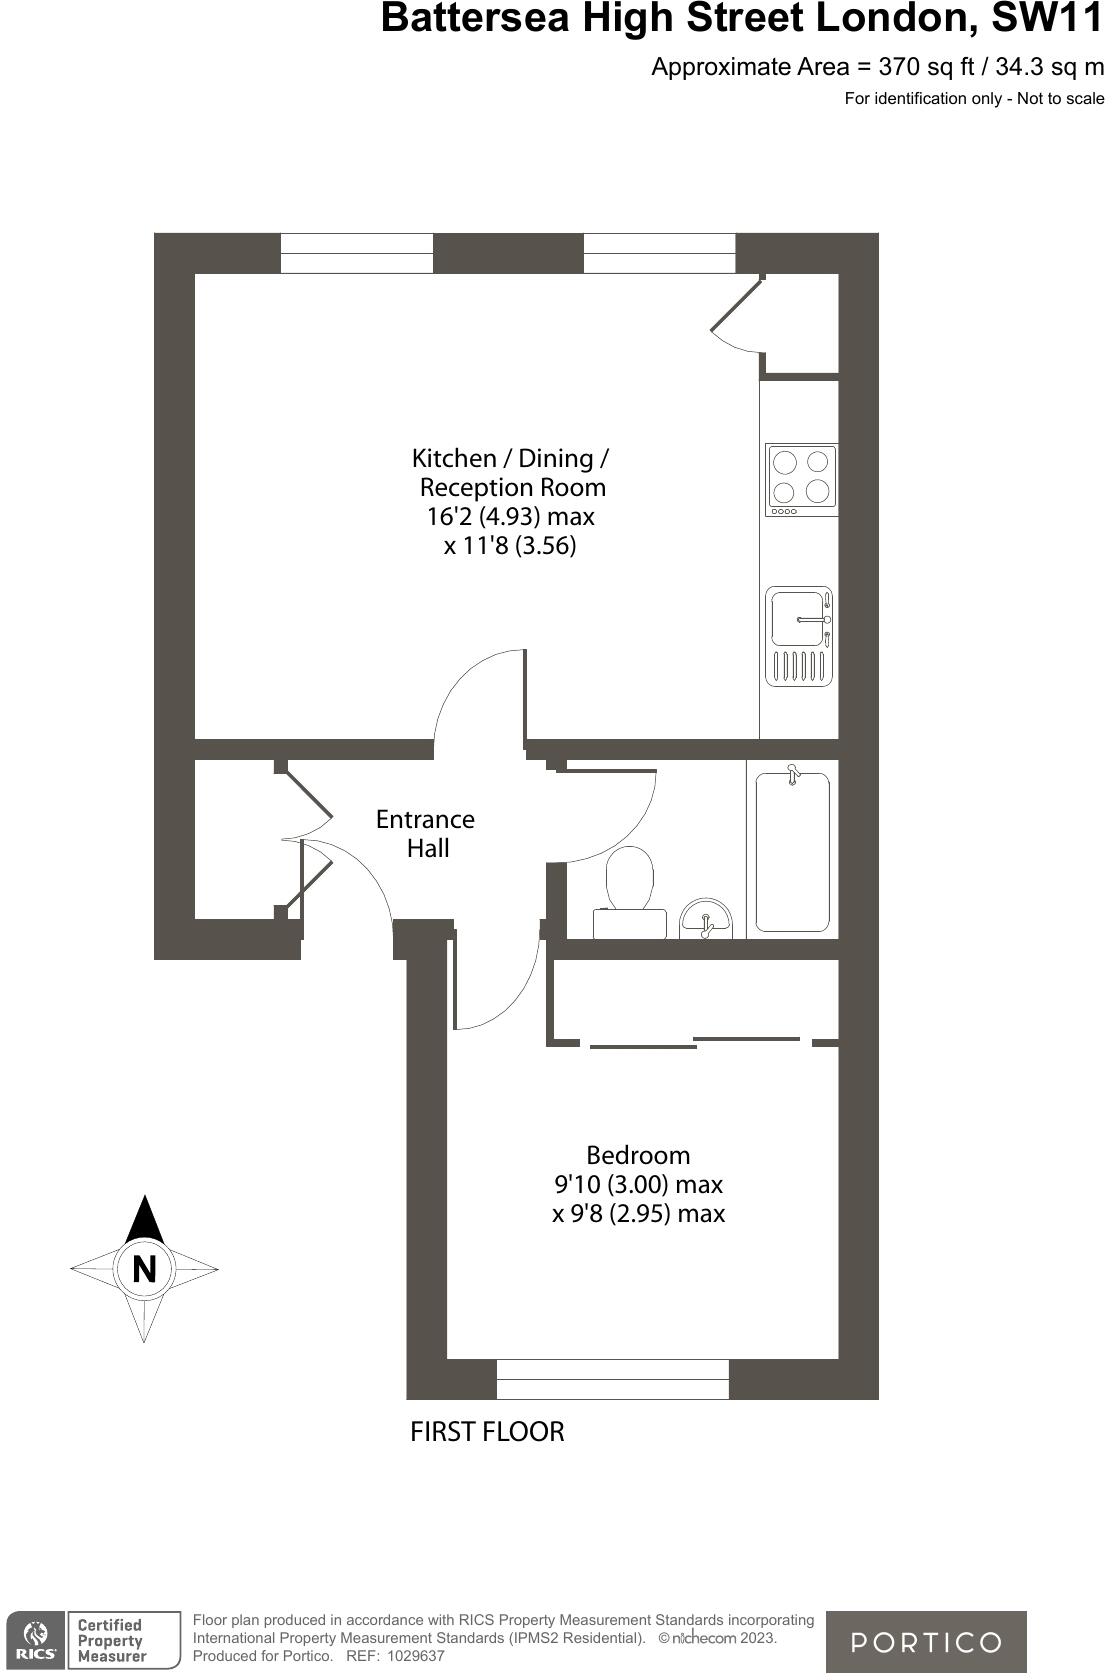 Battersea High Street London, SW11
Approximate Area = 370 sq ft / 34.3 sq m
For identification only - Not to scale
Kitchen / Dining /
Reception Room
16'2 (4.93) max
x 11'8 (3.56)
Entrance
Hall
Bedroom
9'10 (3.00) max
x 9'8 (2.95) max
N
FIRST FLOOR
RICS
Certified
Property
Measurer
Floor plan produced in accordance with RICS Property Measurement Standards incorporating
International Property Measurement Standards (IPMS2 Residential). © nichecom 2023.
Produced for Portico. REF: 1029637
PORTICO